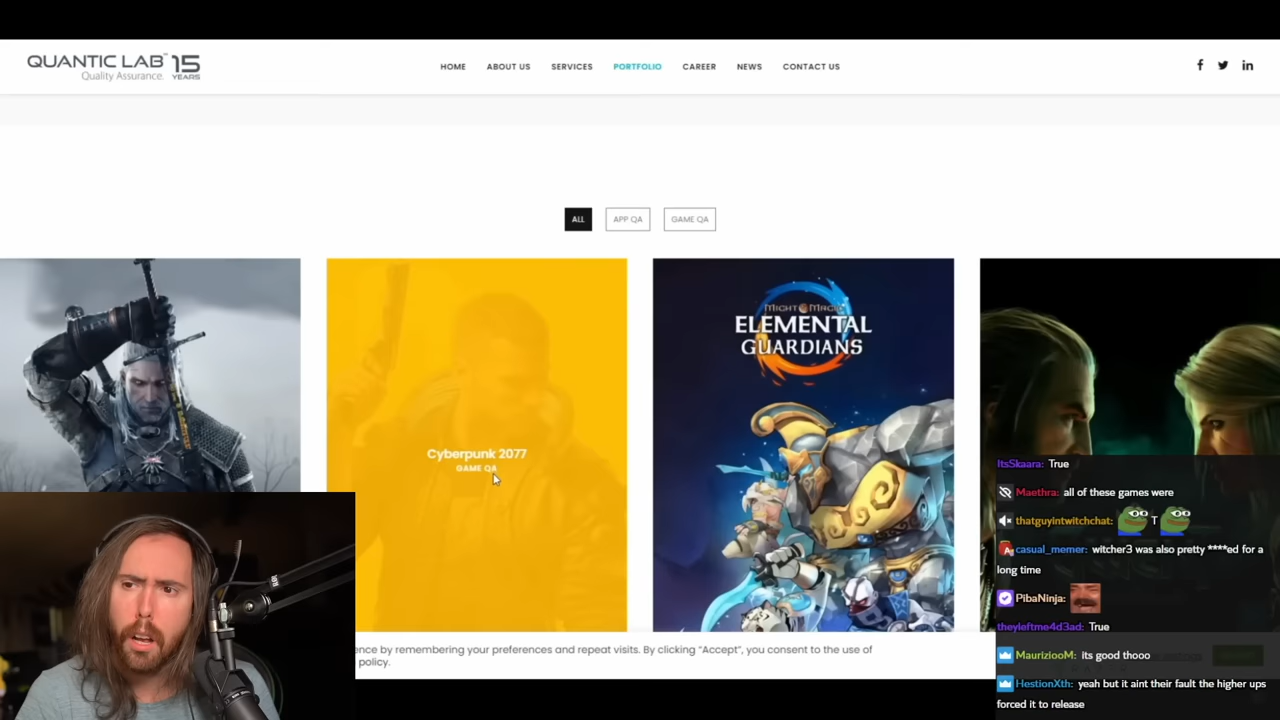 QUANTIC LAB™ 15
Quality Assurance. YEARS
HOME ABOUT US SERVICES PORTFOLIO CAREER NEWS CONTACT US
ALL APP QA GAME QA
MIGHT MAGIC
ELEMENTAL
GUARDIANS
Cyberpunk 2077
GAME QA
ence by remembering your preferences and repeat visits. By clicking “Accept”, you consent to the use of
policy.
ItsSkaara: True
Maethra: all of these games were
thatguyintwitchchat: T
casual_memer: witcher3 was also pretty ****ed for a
long time
PibaNinja:
theyleftme4d3ad: True
MauriziooM: its good thooo
HestionXth: yeah but it aint their fault the higher ups
forced it to release